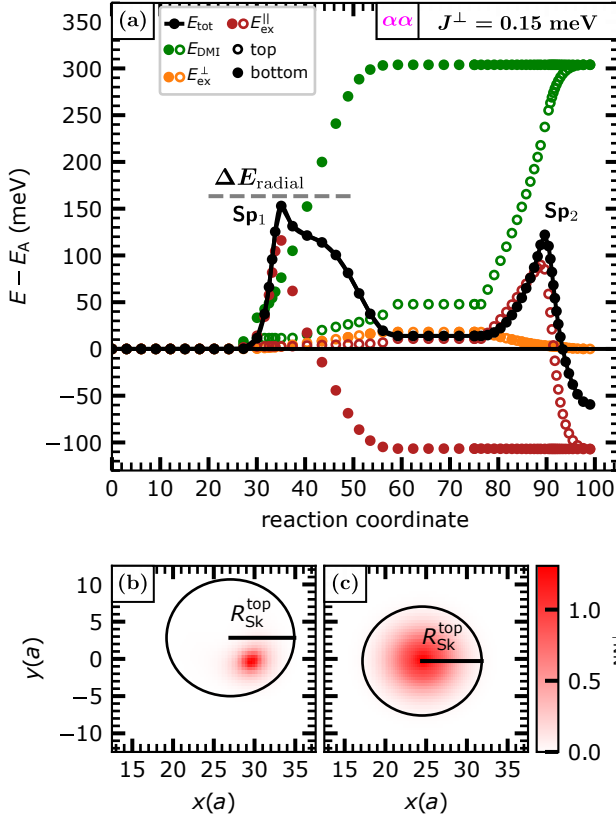 (a)
αα
J⊥ = 0.15 meV
E_tot
E_DMI
E_ex^⊥
E_ex^||
top
bottom
ΔE_radial
Sp₁
Sp₂
E − E_A (meV)
300
250
200
150
100
50
0
−50
−100
0 10 20 30 40 50 60 70 80 90 100
reaction coordinate
(b)
R_Sk^top
(c)
R_Sk^top
y(a)
10
5
0
−5
−10
15 20 25 30 35
15 20 25 30 35
x(a)
x(a)
1.0
0.5
0.0